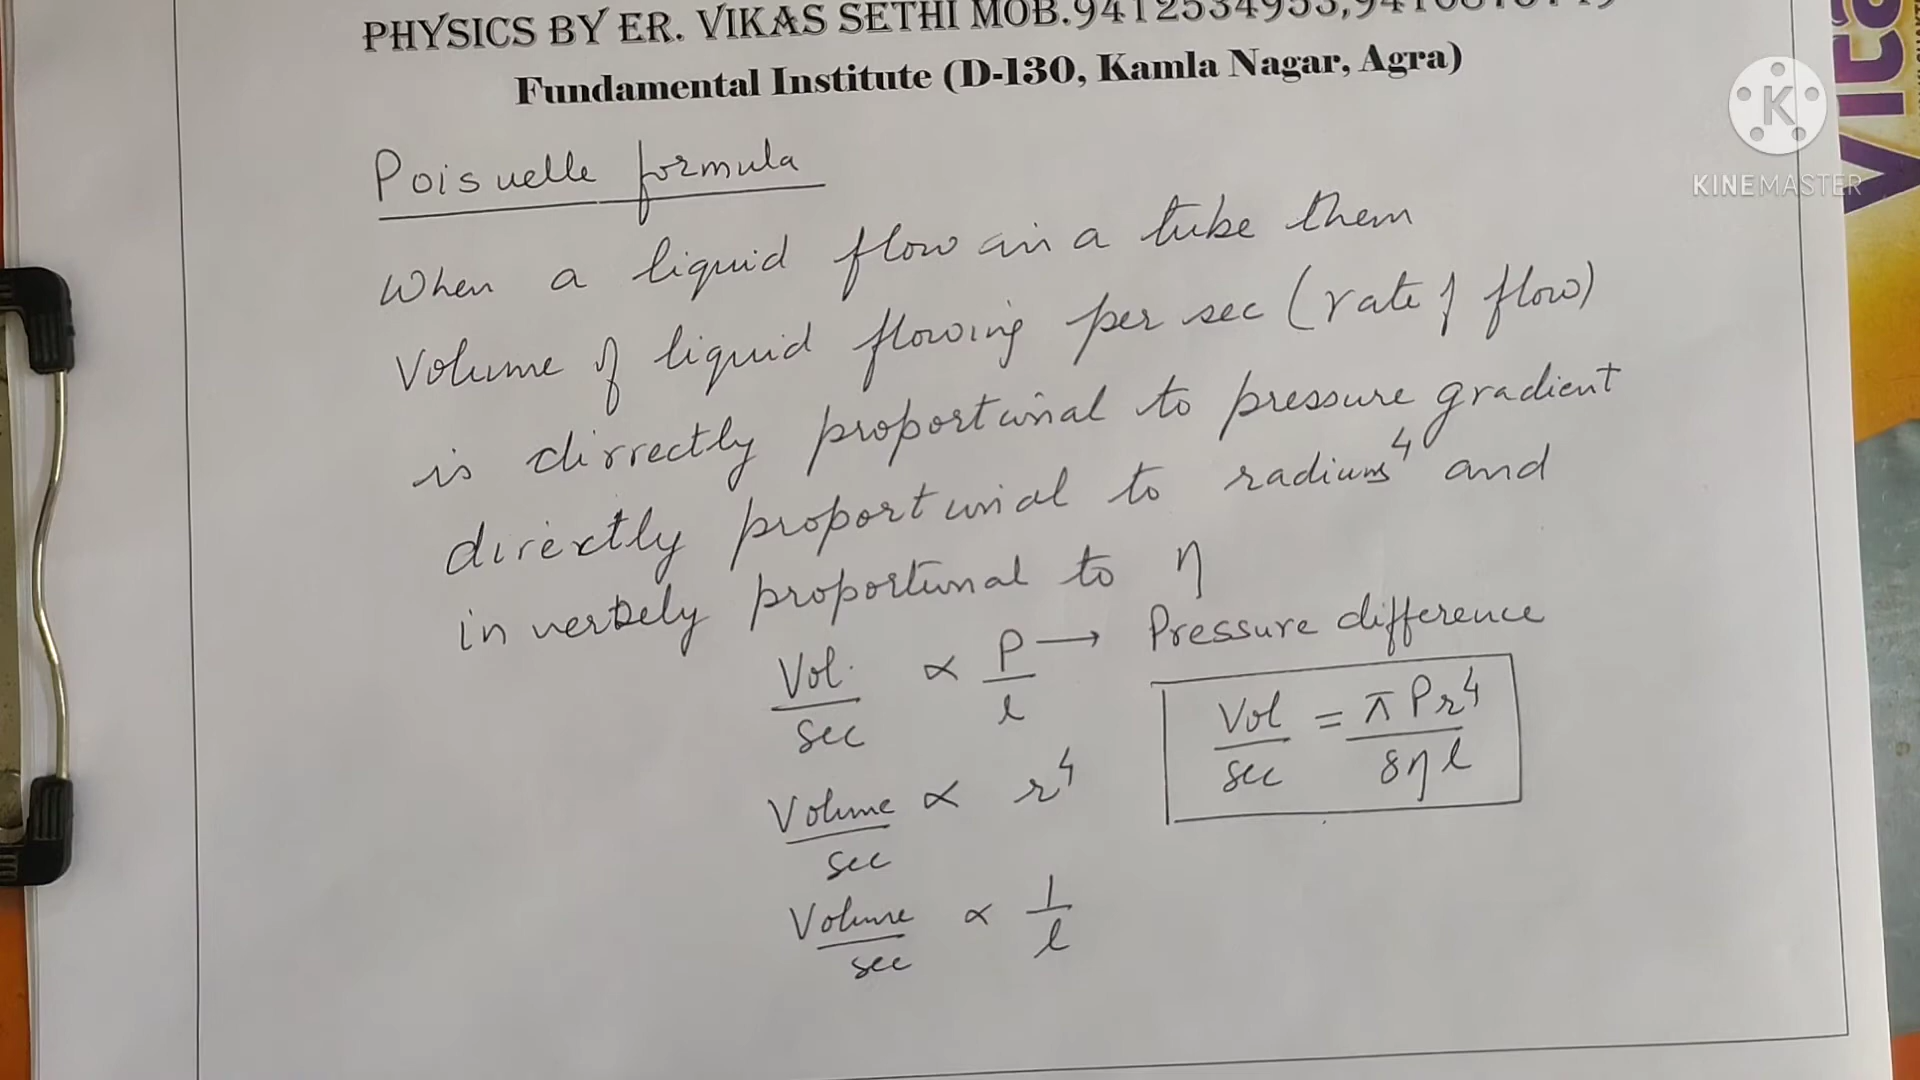 PHYSICS BY ER. VIKAS SETHI MOB.9412534953,
Fundamental Institute (D-130, Kamla Nagar, Agra)
KINEMASTER
Poisuelle formula
When a liquid flow in a tube them
Volume of liquid flowing per sec (rate of flow)
is dirrectly proportional to pressure gradient
directly proportional to radius⁴ and
inversely proportional to η
Vol./sec ∝ P/l → Pressure difference
Vol/sec = πPr⁴/8ηl
Volume/sec ∝ r⁴
Volume/sec ∝ 1/l